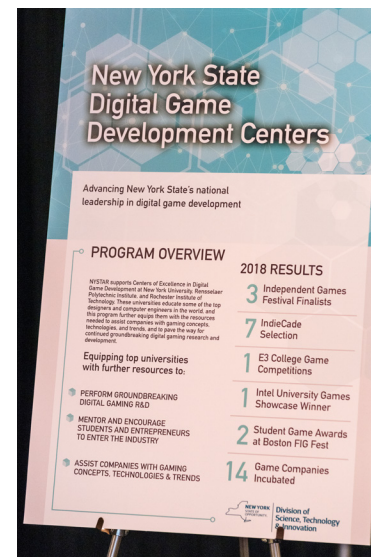 New York State
Digital Game
Development Centers
Advancing New York State's national
leadership in digital game development
PROGRAM OVERVIEW
NYSTAR supports Centers of Excellence in Digital
Game Development at New York University, Rensselaer
Polytechnic Institute, and Rochester Institute of
Technology. These universities educate some of the top
designers and computer engineers in the world, and
this program further equips them with the resources
needed to assist companies with gaming concepts,
technologies, and trends, and to pave the way for
continued groundbreaking digital gaming research and
development.
Equipping top universities
with further resources to:
PERFORM GROUNDBREAKING
DIGITAL GAMING R&D
MENTOR AND ENCOURAGE
STUDENTS AND ENTREPRENEURS
TO ENTER THE INDUSTRY
ASSIST COMPANIES WITH GAMING
CONCEPTS, TECHNOLOGIES & TRENDS
2018 RESULTS
3 Independent Games
Festival Finalists
7 IndieCade
Selection
1 E3 College Game
Competitions
1 Intel University Games
Showcase Winner
2 Student Game Awards
at Boston FIG Fest
14 Game Companies
Incubated
NEW YORK
STATE OF
OPPORTUNITY.
Division of
Science, Technology
& Innovation